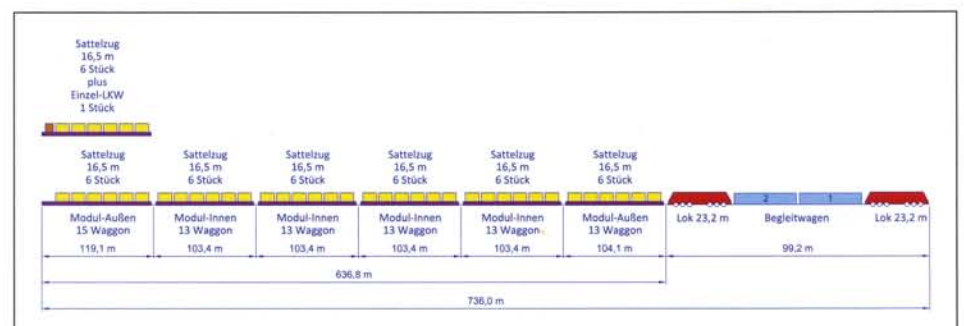 Sattelzug
16,5 m
6 Stück
plus
Einzel-LKW
1 Stück
Sattelzug
16,5 m
6 Stück
Sattelzug
16,5 m
6 Stück
Sattelzug
16,5 m
6 Stück
Sattelzug
16,5 m
6 Stück
Sattelzug
16,5 m
6 Stück
Sattelzug
16,5 m
6 Stück
2 1
Modul-Außen
15 Waggon
119,1 m
Modul-Innen
13 Waggon
103,4 m
Modul-Innen
13 Waggon
103,4 m
Modul-Innen
13 Waggon
103,4 m
Modul-Innen
13 Waggon
103,4 m
Modul-Außen
13 Waggon
104,1 m
Lok 23,2 m
Begleitwagen
Lok 23,2 m
99,2 m
636,8 m
736,0 m